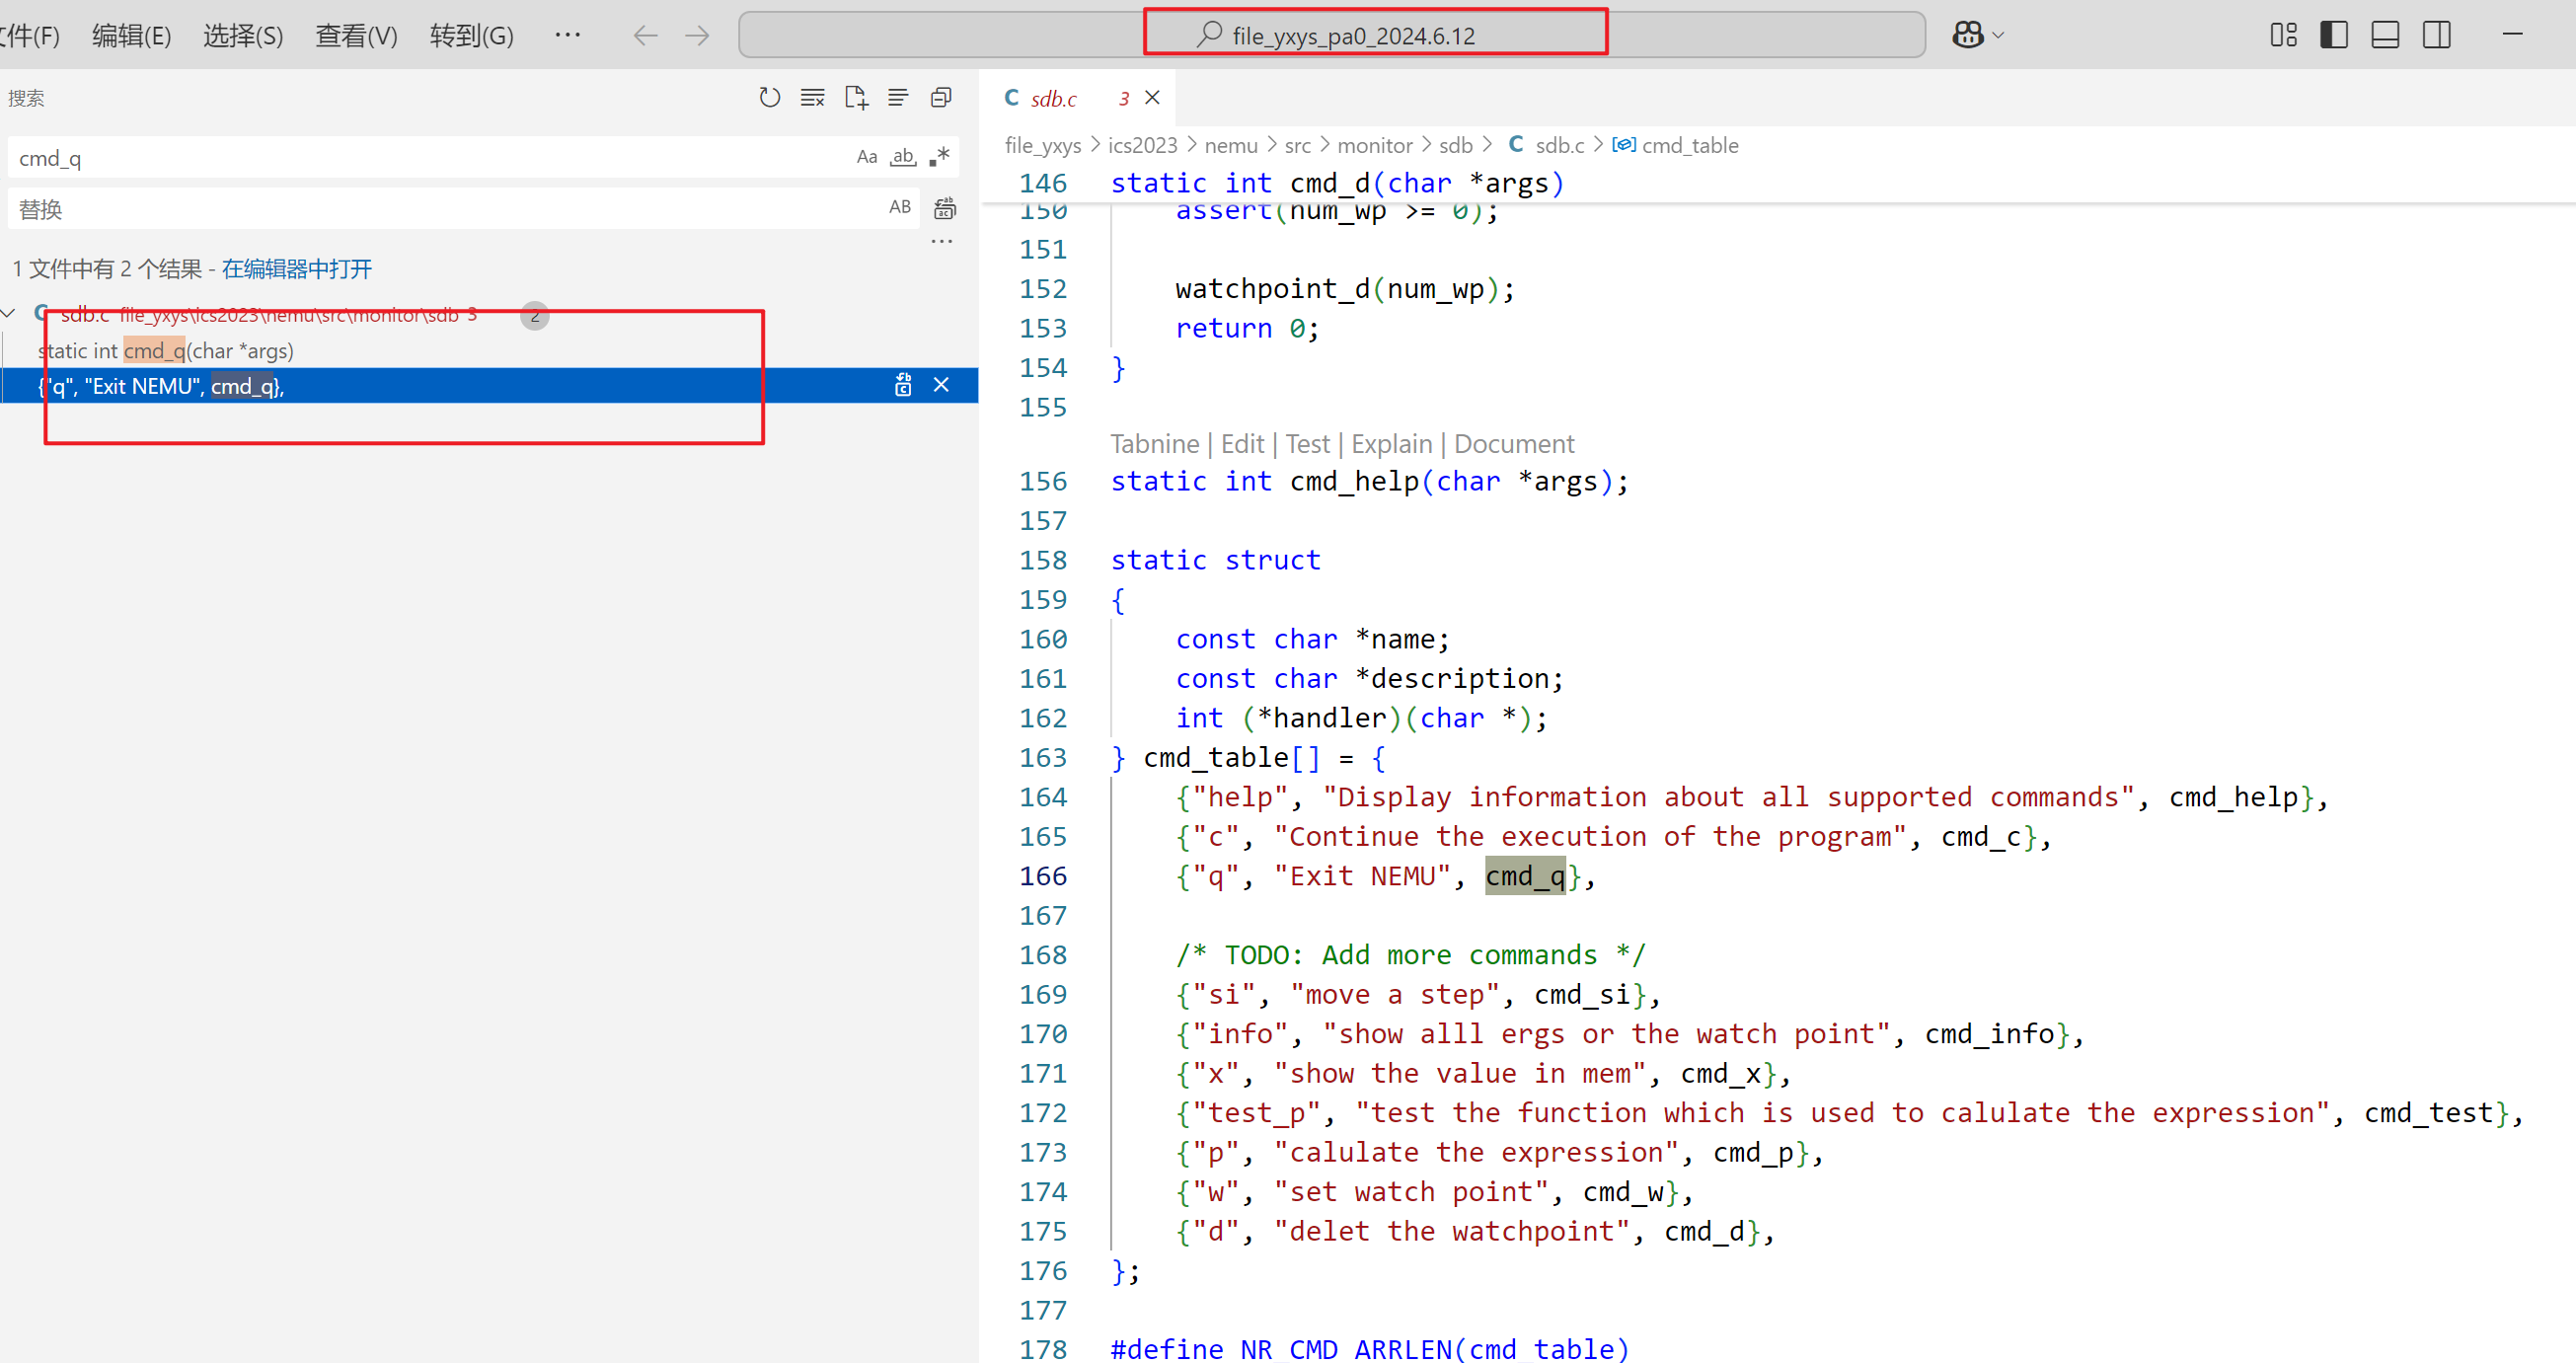 文件(F) 编辑(E) 选择(S) 查看(V) 转到(G) ··· file_yxys_pa0_2024.6.12
搜索
cmd_q Aa ab .*
替换 AB
1 文件中有 2 个结果 - 在编辑器中打开
sdb.c file_yxys\ics2023\nemu\src\monitor\sdb 3 2
static int cmd_q(char *args)
{"q", "Exit NEMU", cmd_q},
C sdb.c 3
file_yxys > ics2023 > nemu > src > monitor > sdb > C sdb.c > cmd_table
146 static int cmd_d(char *args)
150 assert(num_wp >= 0);
151
152 watchpoint_d(num_wp);
153 return 0;
154 }
155
Tabnine | Edit | Test | Explain | Document
156 static int cmd_help(char *args);
157
158 static struct
159 {
160 const char *name;
161 const char *description;
162 int (*handler)(char *);
163 } cmd_table[] = {
164 {"help", "Display information about all supported commands", cmd_help},
165 {"c", "Continue the execution of the program", cmd_c},
166 {"q", "Exit NEMU", cmd_q},
167
168 /* TODO: Add more commands */
169 {"si", "move a step", cmd_si},
170 {"info", "show alll ergs or the watch point", cmd_info},
171 {"x", "show the value in mem", cmd_x},
172 {"test_p", "test the function which is used to calulate the expression", cmd_test},
173 {"p", "calulate the expression", cmd_p},
174 {"w", "set watch point", cmd_w},
175 {"d", "delet the watchpoint", cmd_d},
176 };
177
178 #define NR_CMD ARRLEN(cmd_table)